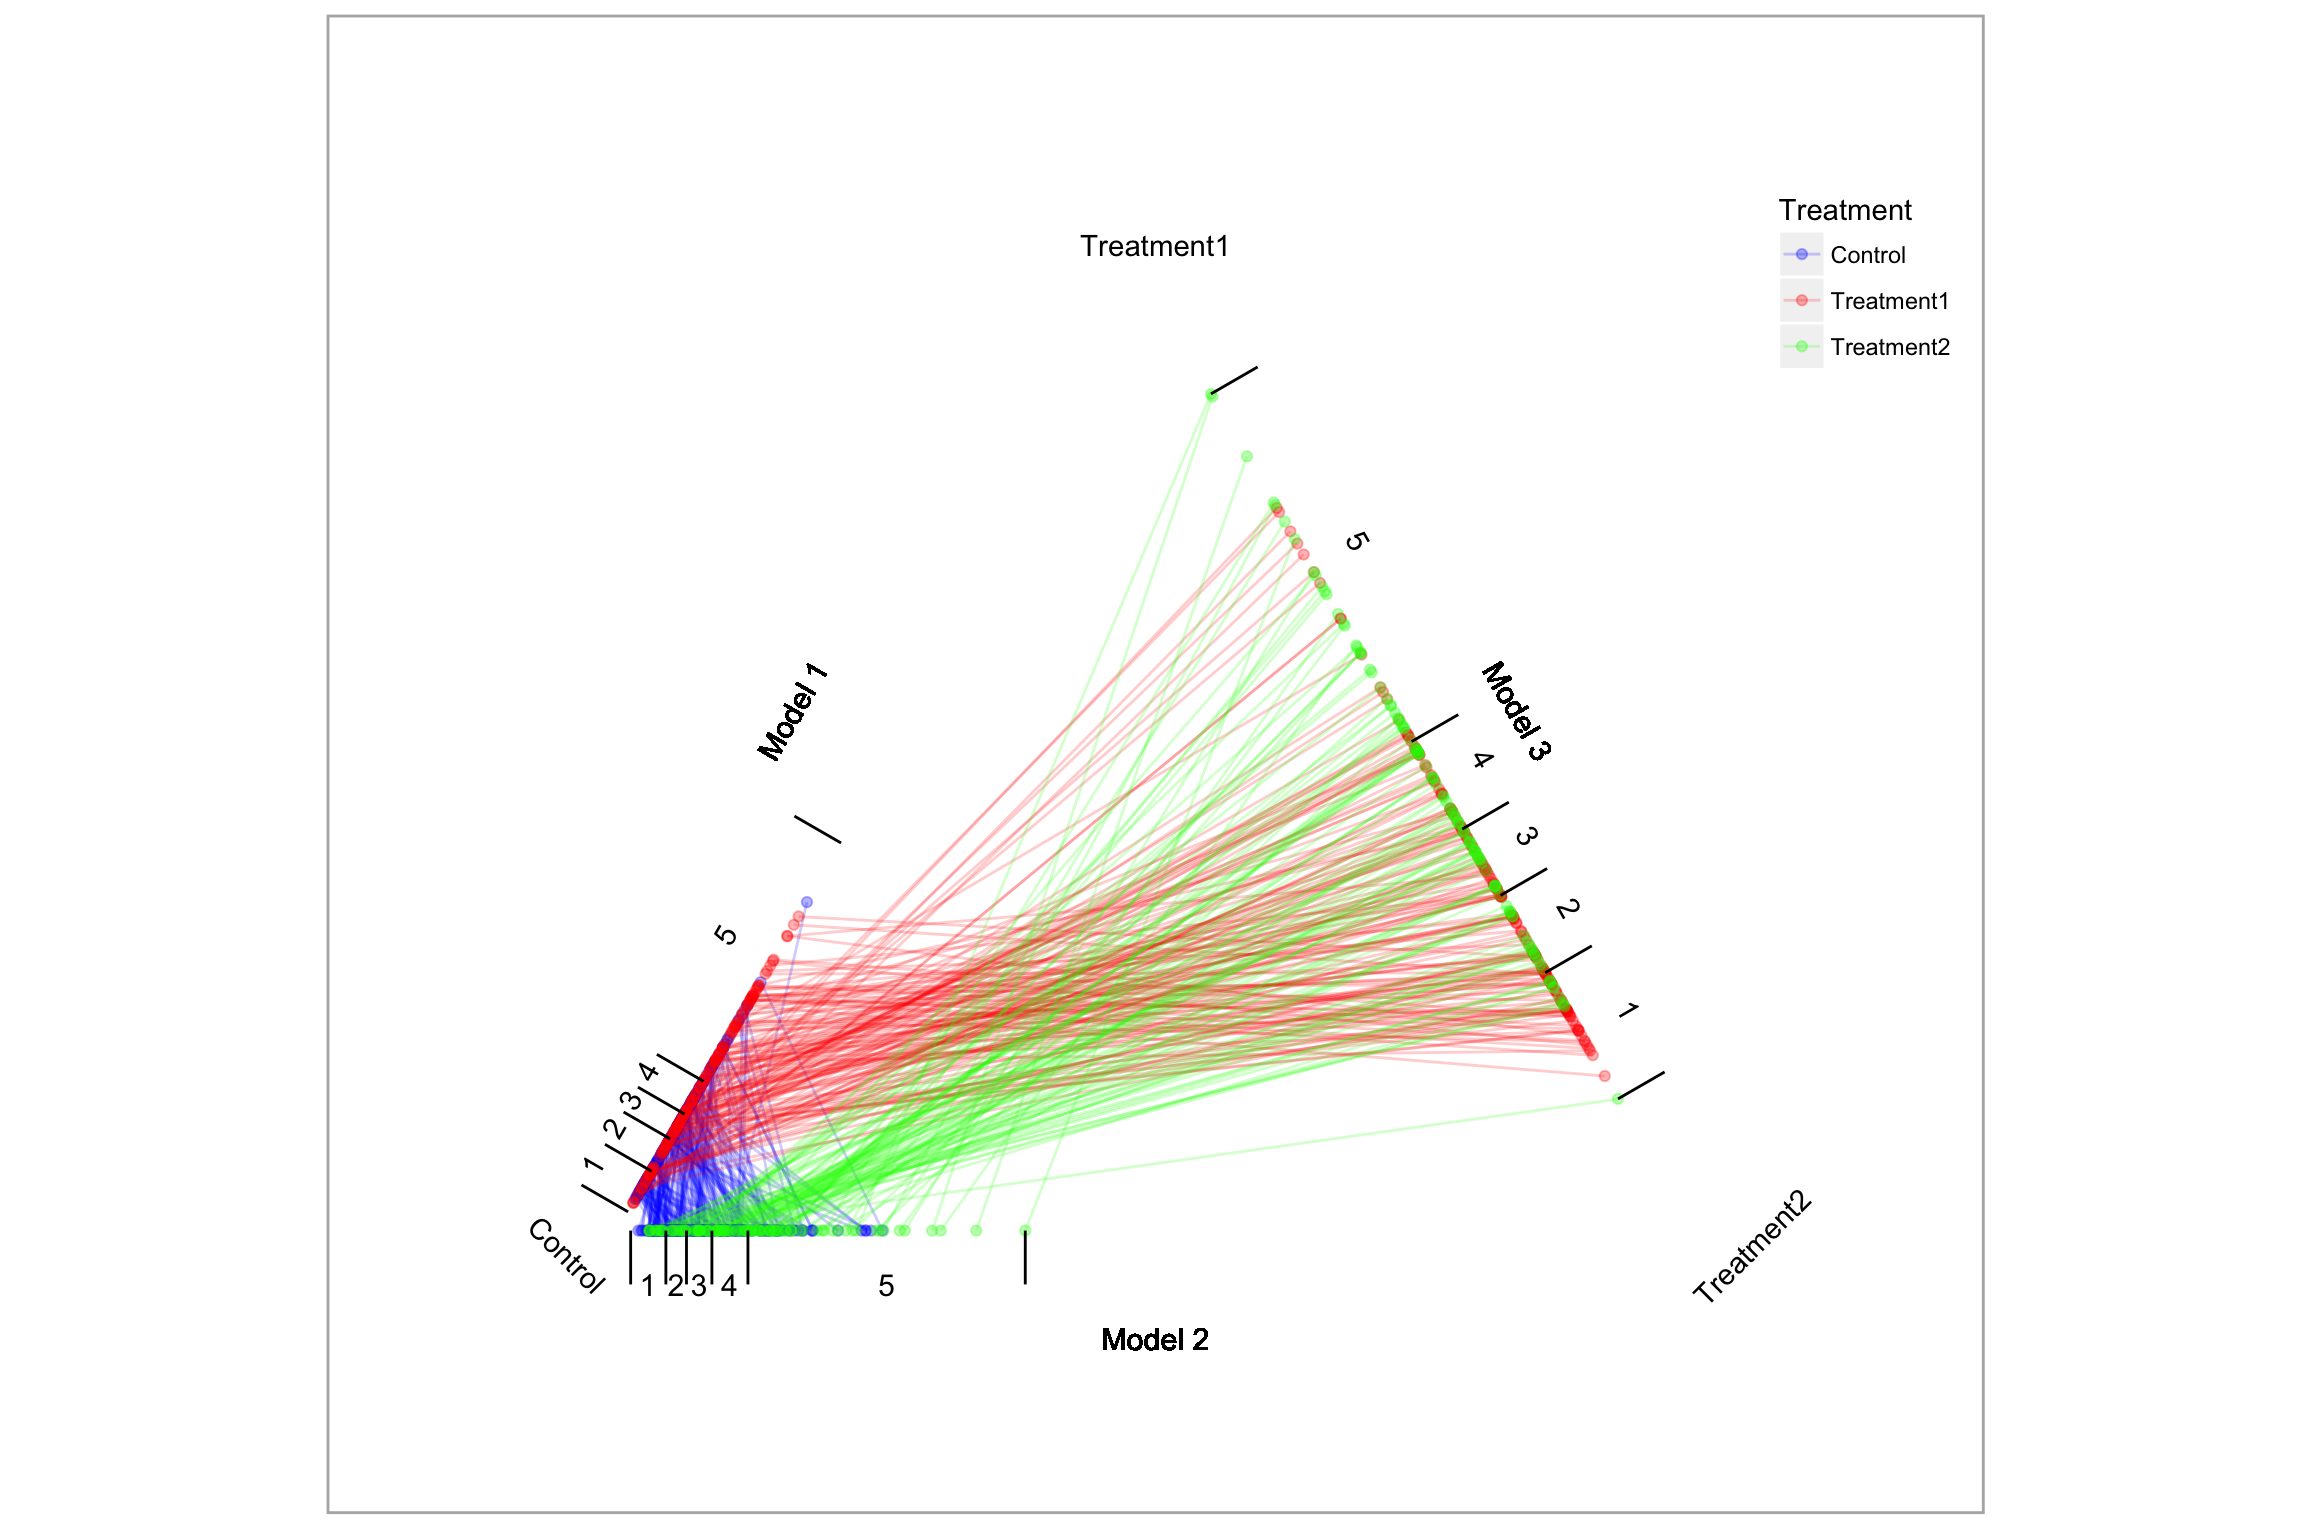 Treatment
Control
Treatment1
Treatment2
Treatment1
5
Model 1
Model 3
4
3
2
1
5
4
3
2
1
Control
Treatment2
1 2 3 4 5
Model 2